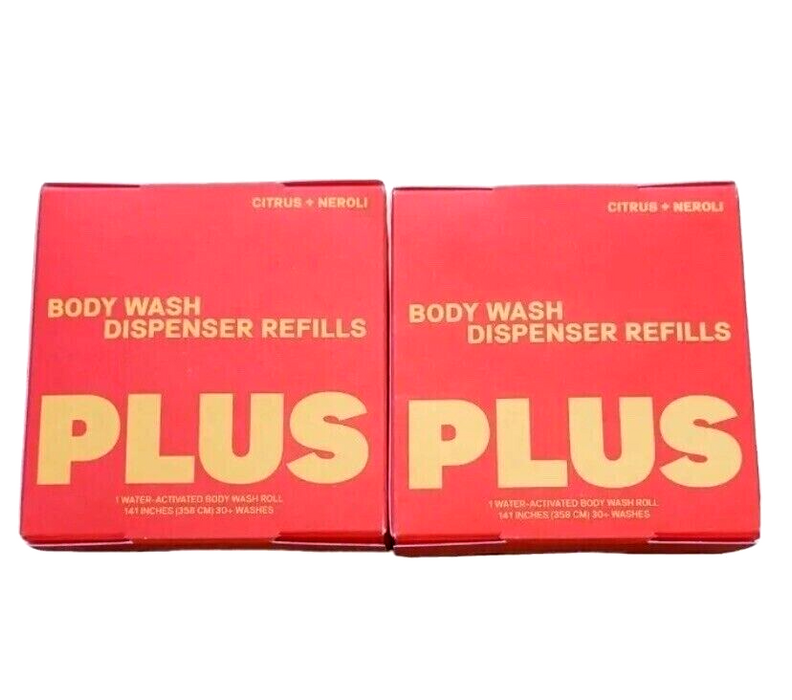 CITRUS + NEROLI
BODY WASH
DISPENSER REFILLS
PLUS
1 WATER-ACTIVATED BODY WASH ROLL
141 INCHES (358 CM) 30+ WASHES
CITRUS + NEROLI
BODY WASH
DISPENSER REFILLS
PLUS
1 WATER-ACTIVATED BODY WASH ROLL
141 INCHES (358 CM) 30+ WASHES